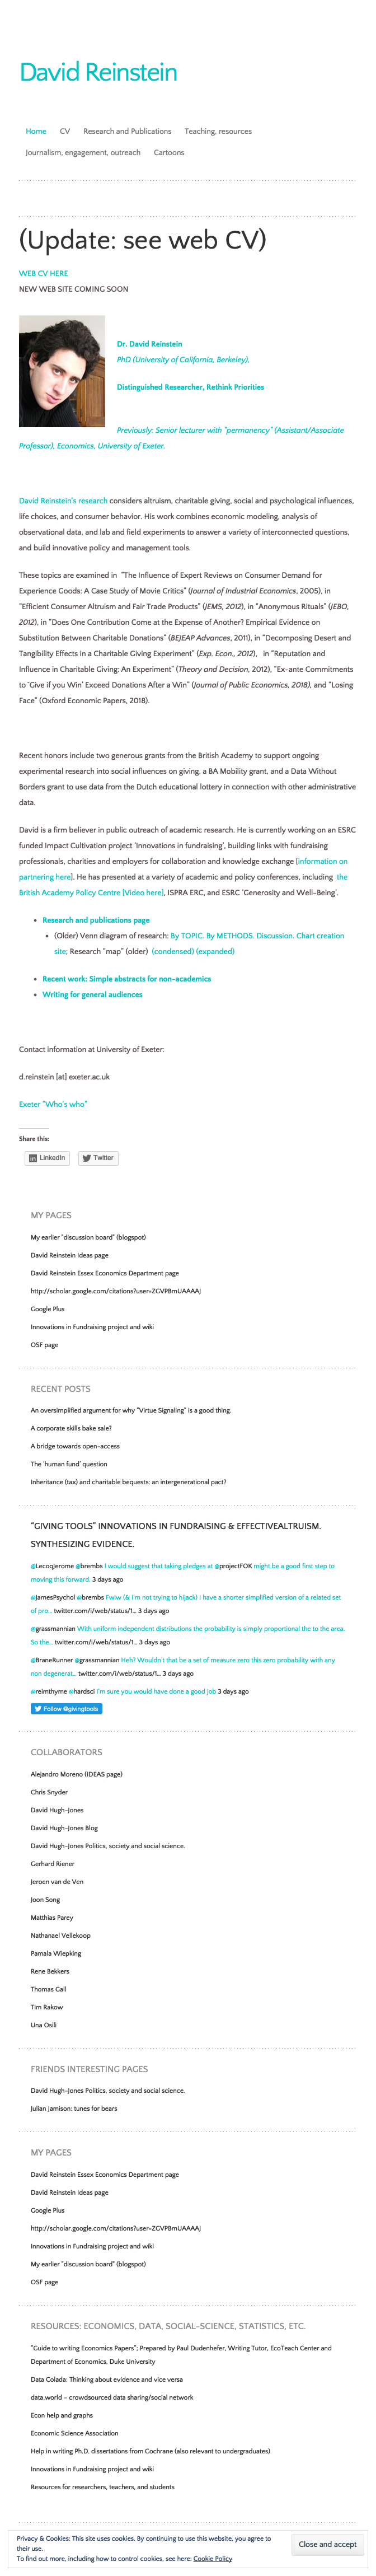 David Reinstein
Home CV Research and Publications Teaching, resources
Journalism, engagement, outreach Cartoons
(Update: see web CV)
WEB CV HERE
NEW WEB SITE COMING SOON
Dr. David Reinstein
PhD (University of California, Berkeley),
Distinguished Researcher, Rethink Priorities
Previously: Senior lecturer with "permanency" (Assistant/Associate
Professor), Economics, University of Exeter.
David Reinstein's research considers altruism, charitable giving, social and psychological influences,
life choices, and consumer behavior. His work combines economic modeling, analysis of
observational data, and lab and field experiments to answer a variety of interconnected questions,
and build innovative policy and management tools.
These topics are examined in "The Influence of Expert Reviews on Consumer Demand for
Experience Goods: A Case Study of Movie Critics" (Journal of Industrial Economics, 2005), in
"Efficient Consumer Altruism and Fair Trade Products" (JEMS, 2012), in "Anonymous Rituals" (JEBO,
2012), in "Does One Contribution Come at the Expense of Another? Empirical Evidence on
Substitution Between Charitable Donations" (BEJEAP Advances, 2011), in "Decomposing Desert and
Tangibility Effects in a Charitable Giving Experiment" (Exp. Econ., 2012), in "Reputation and
Influence in Charitable Giving: An Experiment" (Theory and Decision, 2012), "Ex-ante Commitments
to 'Give if you Win' Exceed Donations After a Win" (Journal of Public Economics, 2018), and "Losing
Face" (Oxford Economic Papers, 2018).
Recent honors include two generous grants from the British Academy to support ongoing
experimental research into social influences on giving, a BA Mobility grant, and a Data Without
Borders grant to use data from the Dutch educational lottery in connection with other administrative
data.
David is a firm believer in public outreach of academic research. He is currently working on an ESRC
funded Impact Cultivation project 'Innovations in fundraising', building links with fundraising
professionals, charities and employers for collaboration and knowledge exchange [information on
partnering here]. He has presented at a variety of academic and policy conferences, including the
British Academy Policy Centre [Video here], ISPRA ERC, and ESRC 'Generosity and Well-Being'.
• Research and publications page
• (Older) Venn diagram of research: By TOPIC. By METHODS. Discussion. Chart creation
site; Research "map" (older) (condensed) (expanded)
• Recent work: Simple abstracts for non-academics
• Writing for general audiences
Contact information at University of Exeter:
d.reinstein [at] exeter.ac.uk
Exeter "Who's who"
Share this:
LinkedIn Twitter
MY PAGES
My earlier "discussion board" (blogspot)
David Reinstein Ideas page
David Reinstein Essex Economics Department page
http://scholar.google.com/citations?user=ZGVPBmUAAAAJ
Google Plus
Innovations in Fundraising project and wiki
OSF page
RECENT POSTS
An oversimplified argument for why "Virtue Signaling" is a good thing.
A corporate skills bake sale?
A bridge towards open-access
The 'human fund' question
Inheritance (tax) and charitable bequests: an intergenerational pact?
"GIVING TOOLS" INNOVATIONS IN FUNDRAISING & EFFECTIVEALTRUISM.
SYNTHESIZING EVIDENCE.
@LecoqJerome @brembs I would suggest that taking pledges at @projectFOK might be a good first step to
moving this forward. 3 days ago
@JamesPsychol @brembs Fwiw (& I'm not trying to hijack) I have a shorter simplified version of a related set
of pro… twitter.com/i/web/status/1… 3 days ago
@grassmannian With uniform independent distributions the probability is simply proportional the to the area.
So the… twitter.com/i/web/status/1… 3 days ago
@BraneRunner @grassmannian Heh? Wouldn't that be a set of measure zero this zero probability with any
non degenerat… twitter.com/i/web/status/1… 3 days ago
@reimthyme @hardsci I'm sure you would have done a good job 3 days ago
Follow @givingtools
COLLABORATORS
Alejandro Moreno (IDEAS page)
Chris Snyder
David Hugh-Jones
David Hugh-Jones Blog
David Hugh-Jones Politics, society and social science.
Gerhard Riener
Jeroen van de Ven
Joon Song
Matthias Parey
Nathanael Vellekoop
Pamala Wiepking
Rene Bekkers
Thomas Gall
Tim Rakow
Una Osili
FRIENDS INTERESTING PAGES
David Hugh-Jones Politics, society and social science.
Julian Jamison: tunes for bears
MY PAGES
David Reinstein Essex Economics Department page
David Reinstein Ideas page
Google Plus
http://scholar.google.com/citations?user=ZGVPBmUAAAAJ
Innovations in Fundraising project and wiki
My earlier "discussion board" (blogspot)
OSF page
RESOURCES: ECONOMICS, DATA, SOCIAL-SCIENCE, STATISTICS, ETC.
"Guide to writing Economics Papers"; Prepared by Paul Dudenhefer, Writing Tutor, EcoTeach Center and
Department of Economics, Duke University
Data Colada: Thinking about evidence and vice versa
data.world – crowdsourced data sharing/social network
Econ help and graphs
Economic Science Association
Help in writing Ph.D. dissertations from Cochrane (also relevant to undergraduates)
Innovations in Fundraising project and wiki
Resources for researchers, teachers, and students
Privacy & Cookies: This site uses cookies. By continuing to use this website, you agree to
their use.
To find out more, including how to control cookies, see here: Cookie Policy
Close and accept